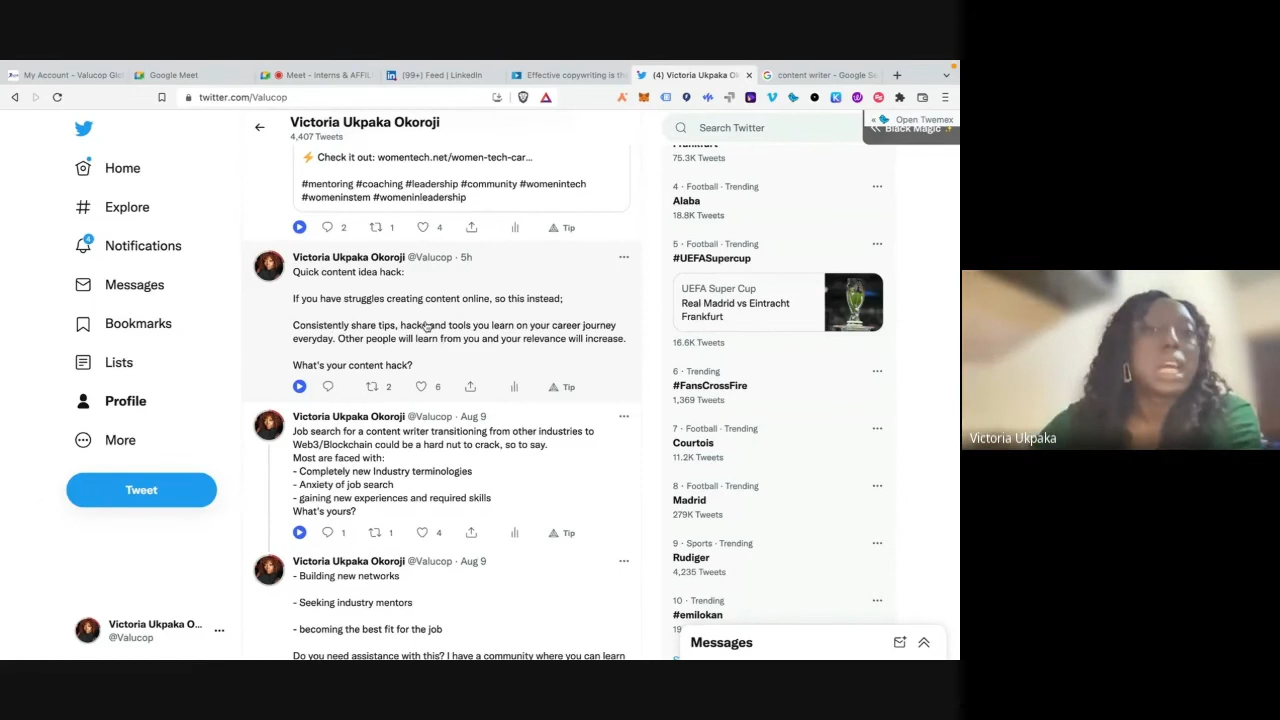 My Account - Valucop Glo
Google Meet
Meet - Interns & AFFIL
(99+) Feed | LinkedIn
Effective copywriting is the
(4) Victoria Ukpaka Ok
content writer - Google Se
twitter.com/Valucop
Victoria Ukpaka Okoroji
4,407 Tweets
Search Twitter
Open Twemex
Black Magic
Home
Explore
4
Notifications
Messages
Bookmarks
Lists
Profile
More
Tweet
Victoria Ukpaka O...
@Valucop
⚡ Check it out: womentech.net/women-tech-car...
#mentoring #coaching #leadership #community #womenintech
#womeninstem #womeninleadership
2 1 4 Tip
Victoria Ukpaka Okoroji @Valucop · 5h
Quick content idea hack:
If you have struggles creating content online, so this instead;
Consistently share tips, hack and tools you learn on your career journey
everyday. Other people will learn from you and your relevance will increase.
What's your content hack?
2 6 Tip
Victoria Ukpaka Okoroji @Valucop · Aug 9
Job search for a content writer transitioning from other industries to
Web3/Blockchain could be a hard nut to crack, so to say.
Most are faced with:
- Completely new Industry terminologies
- Anxiety of job search
- gaining new experiences and required skills
What's yours?
1 1 4 Tip
Victoria Ukpaka Okoroji @Valucop · Aug 9
- Building new networks
- Seeking industry mentors
- becoming the best fit for the job
Do you need assistance with this? I have a community where you can learn
Frankfurt
75.3K Tweets
4 · Football · Trending
Alaba
18.8K Tweets
5 · Football · Trending
#UEFASupercup
UEFA Super Cup
Real Madrid vs Eintracht
Frankfurt
16.6K Tweets
6 · Trending
#FansCrossFire
1,369 Tweets
7 · Football · Trending
Courtois
11.2K Tweets
8 · Football · Trending
Madrid
279K Tweets
9 · Sports · Trending
Rudiger
4,235 Tweets
10 · Trending
#emilokan
19
Messages
Victoria Ukpaka